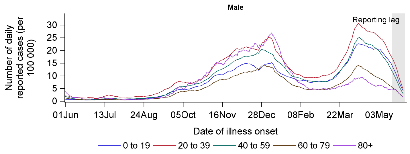 Male
Reporting lag
Number of daily
reported cases (per
100 000)
30
25
20
15
10
5
0
01Jun 13Jul 24Aug 05Oct 16Nov 28Dec 08Feb 22Mar 03May
Date of illness onset
0 to 19 20 to 39 40 to 59 60 to 79 80+